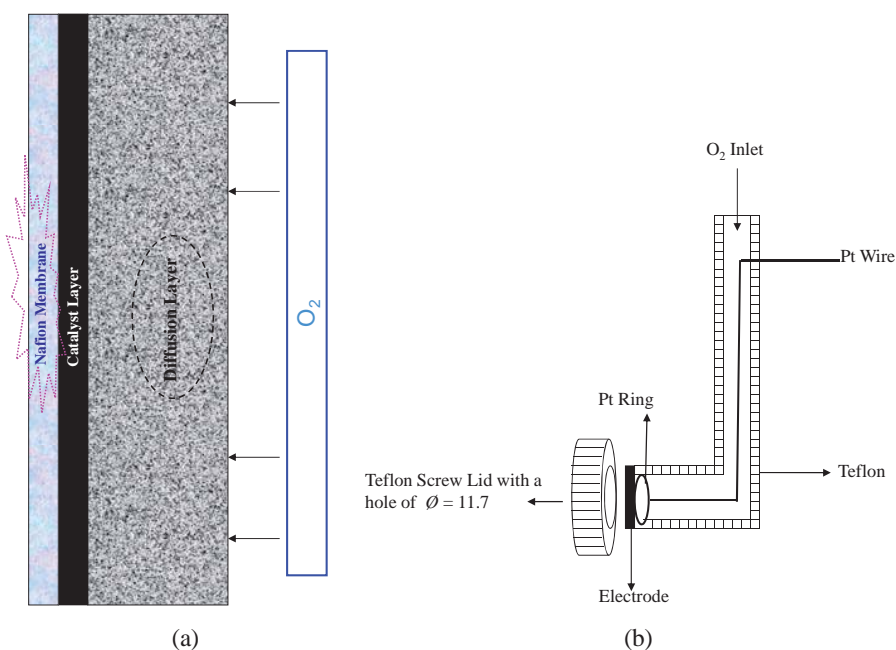 Nafion Membrane
Catalyst Layer
Diffusion Layer
O₂
(a)
O₂ Inlet
Pt Wire
Pt Ring
Teflon Screw Lid with a
hole of Ø = 11.7
Teflon
Electrode
(b)